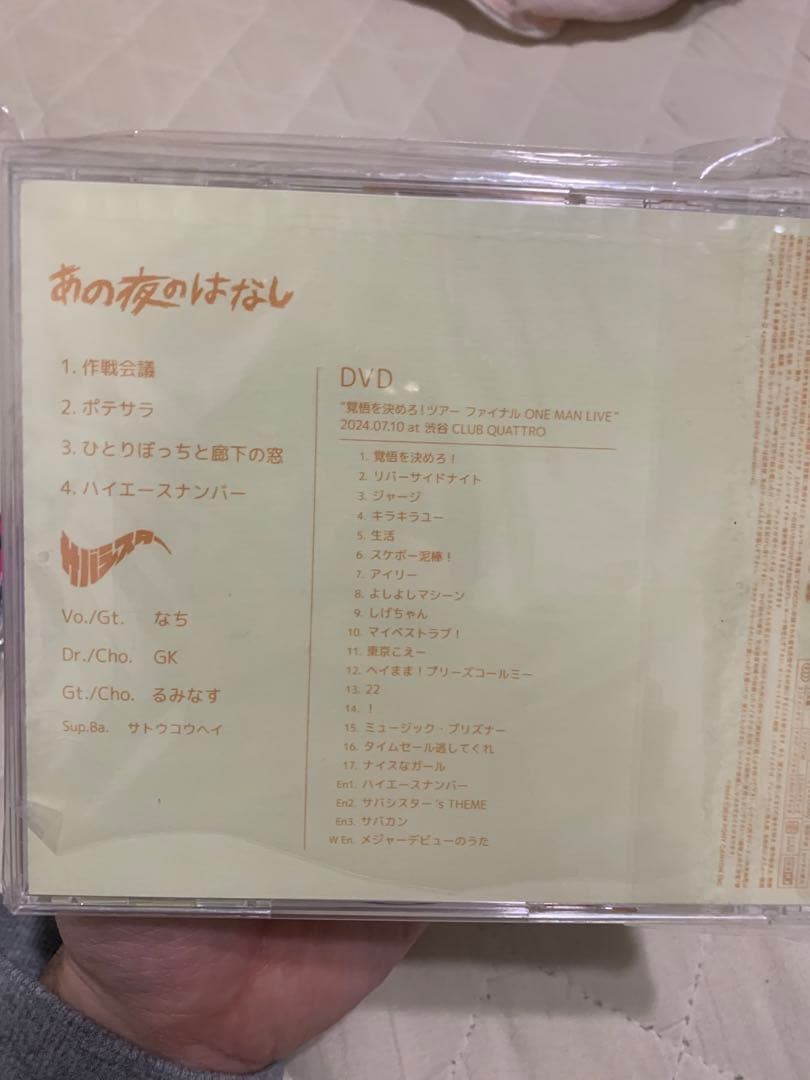 あの夜のはなし
1. 作戦会議
2. ポテサラ
3. ひとりぼっちと廊下の窓
4. ハイエースナンバー
サバシスター
Vo./Gt. なち
Dr./Cho. GK
Gt./Cho. るみなす
Sup.Ba. サトウコウヘイ
DVD
"覚悟を決めろ!ツアー ファイナル ONE MAN LIVE"
2024.07.10 at 渋谷 CLUB QUATTRO
1. 覚悟を決めろ!
2. リバーサイドナイト
3. ジャージ
4. キラキラユー
5. 生活
6. スケボー泥棒!
7. アイリー
8. よしよしマシーン
9. しげちゃん
10. マイベストラブ!
11. 東京こえー
12. ヘイまま!プリーズコールミー
13. 22
14. !
15. ミュージック・プリズナー
16. タイムセール逃してくれ
17. ナイスなガール
En1. ハイエースナンバー
En2. サバシスター's THEME
En3. サバカン
W En. メジャーデビューのうた